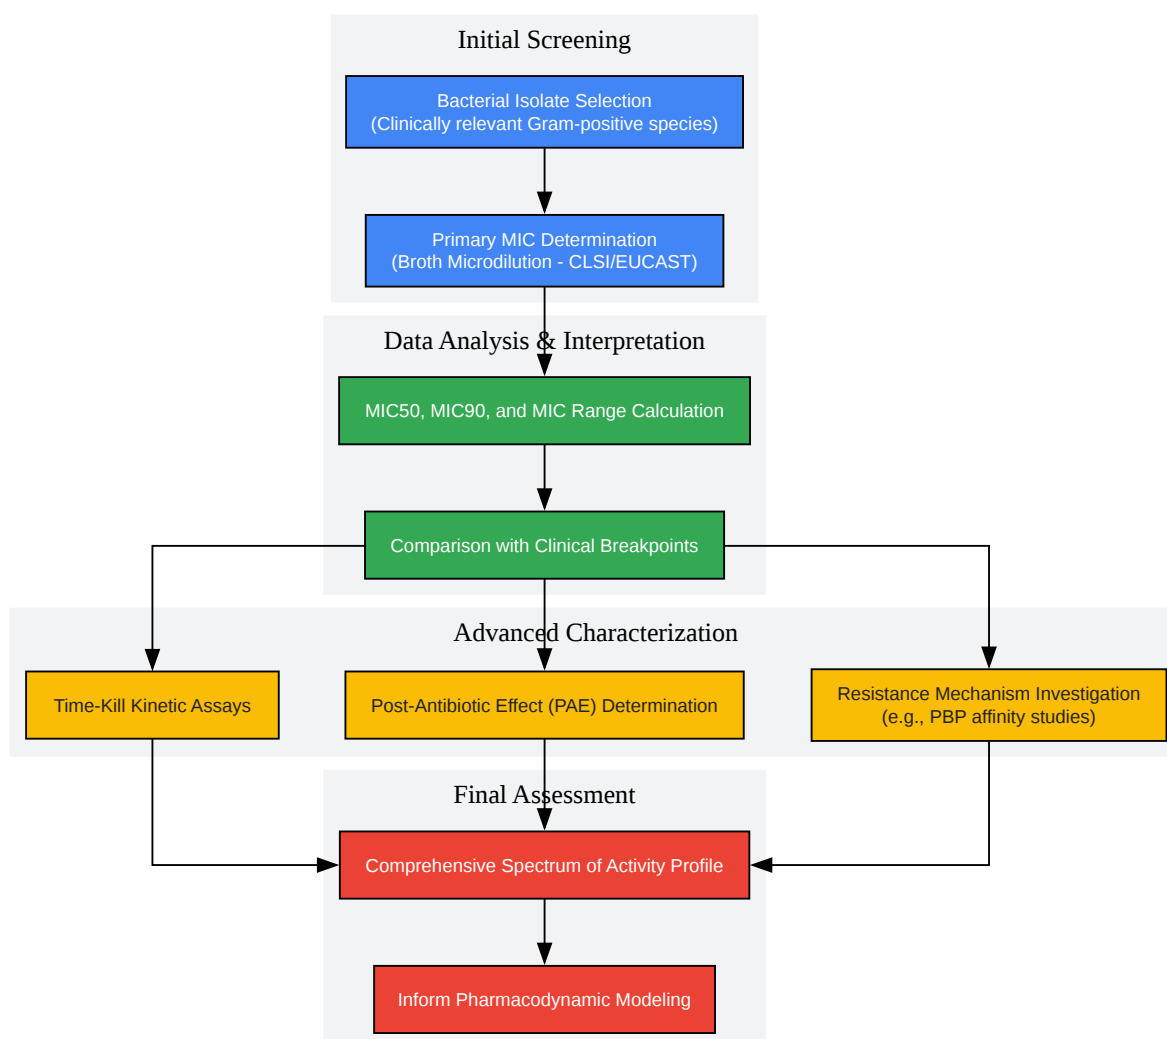 Initial Screening
Bacterial Isolate Selection
(Clinically relevant Gram-positive species)
Primary MIC Determination
(Broth Microdilution - CLSI/EUCAST)
Data Analysis & Interpretation
MIC50, MIC90, and MIC Range Calculation
Comparison with Clinical Breakpoints
Advanced Characterization
Time-Kill Kinetic Assays
Post-Antibiotic Effect (PAE) Determination
Resistance Mechanism Investigation
(e.g., PBP affinity studies)
Final Assessment
Comprehensive Spectrum of Activity Profile
Inform Pharmacodynamic Modeling